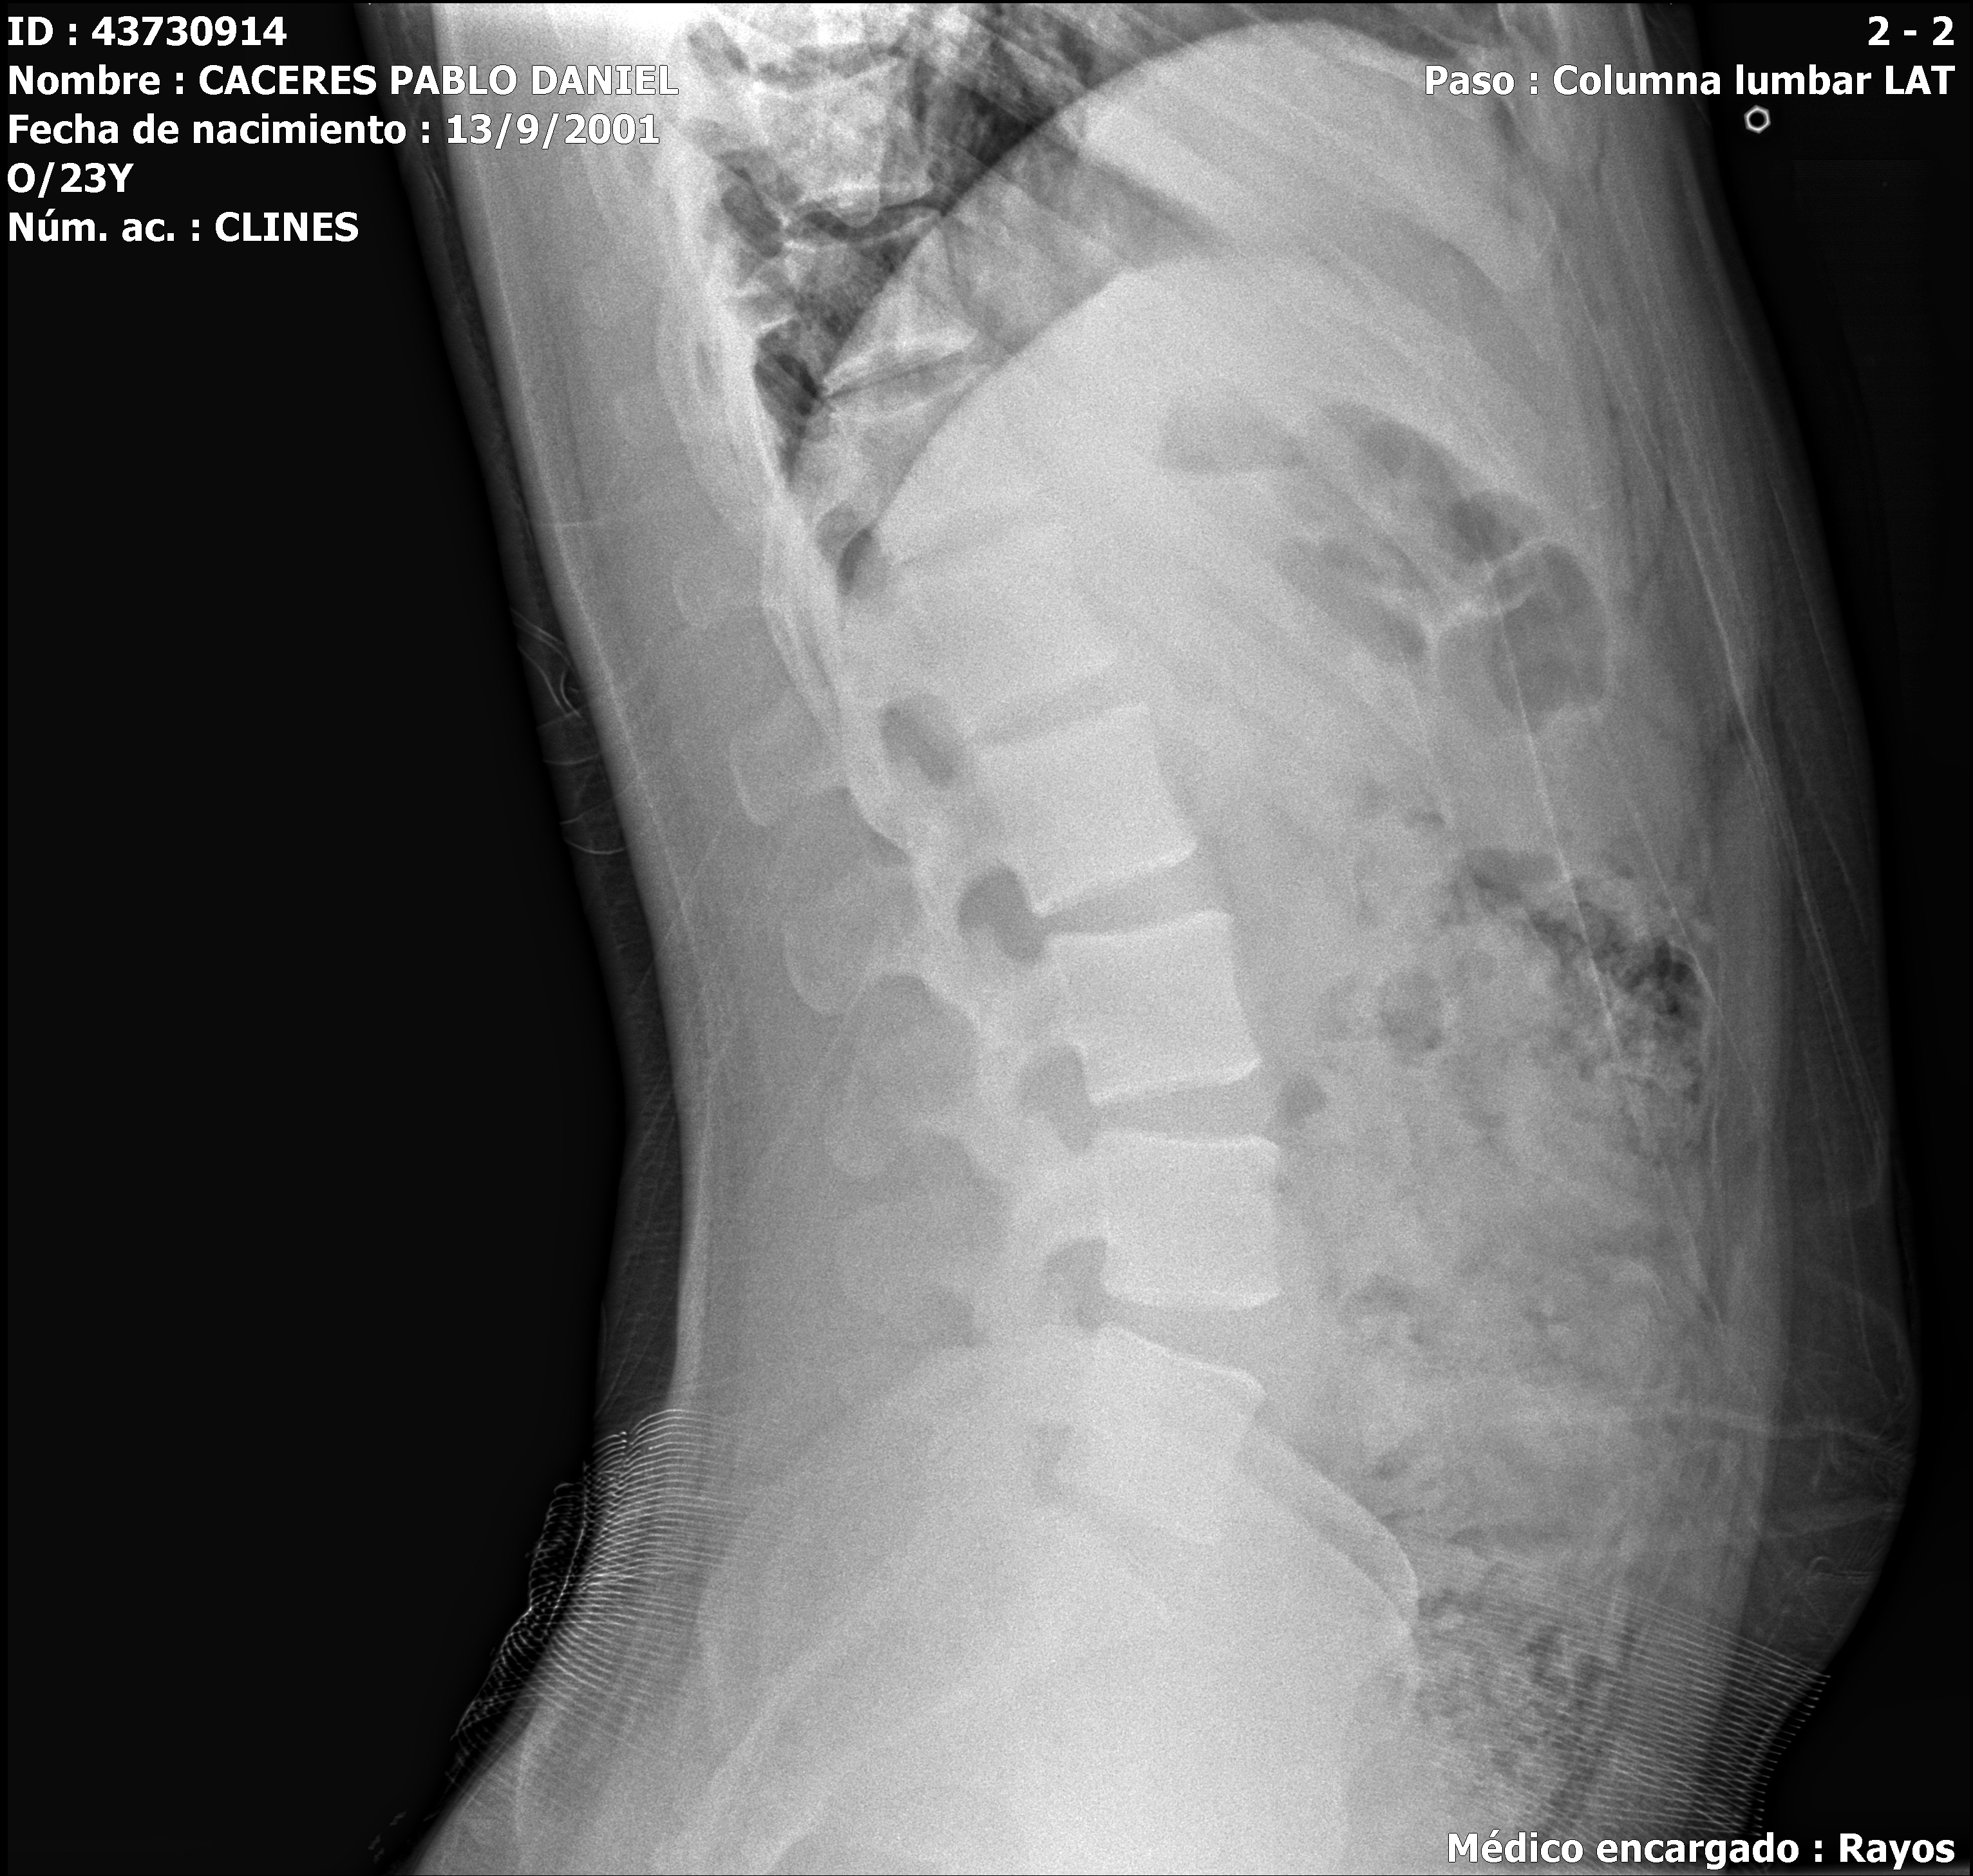 ID : 43730914
Nombre : CACERES PABLO DANIEL
Fecha de nacimiento : 13/9/2001
O/23Y
Núm. ac. : CLINES
2 - 2
Paso : Columna lumbar LAT
Médico encargado : Rayos